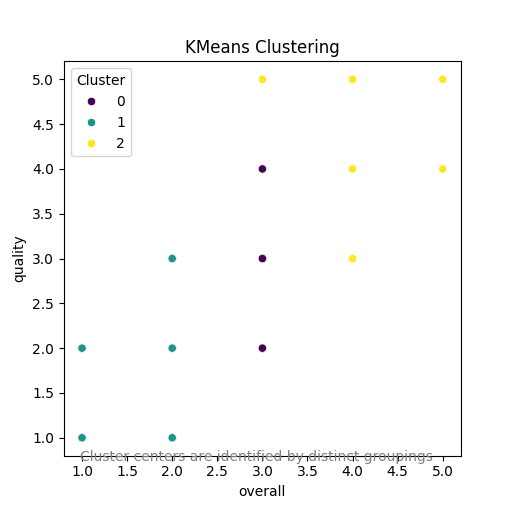 KMeans Clustering
Cluster
0
1
2
5.0
4.5
4.0
3.5
3.0
2.5
2.0
1.5
1.0
quality
Cluster centers are identified by distinct groupings
1.0 1.5 2.0 2.5 3.0 3.5 4.0 4.5 5.0
overall